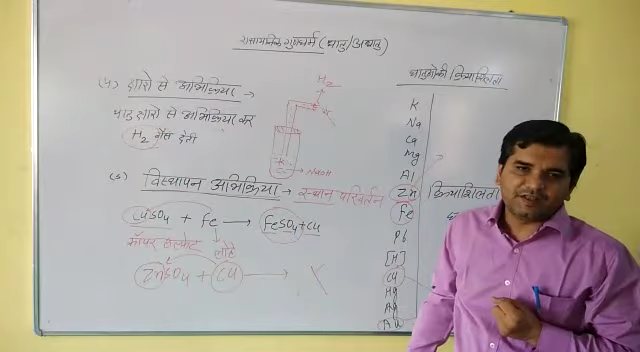 रासायनिक गुणधर्म (धातु/अधातु)
(4) क्षारो से अभिक्रिया →
धातु क्षारो से अभिक्रिया कर
H₂ गैस देती
H₂
NaOH
(5) विस्थापन अभिक्रिया → स्थान परिवर्तन
CuSO₄ + Fe → FeSO₄ + Cu
कॉपर सल्फेट
लोहे
ZnSO₄ + Cu → X
धातुओं की क्रियाशीलता
K
Na
Ca
Mg
Al
Zn
Fe
Pb
[H]
Cu
Hg
Ag
Au
क्रियाशीलता